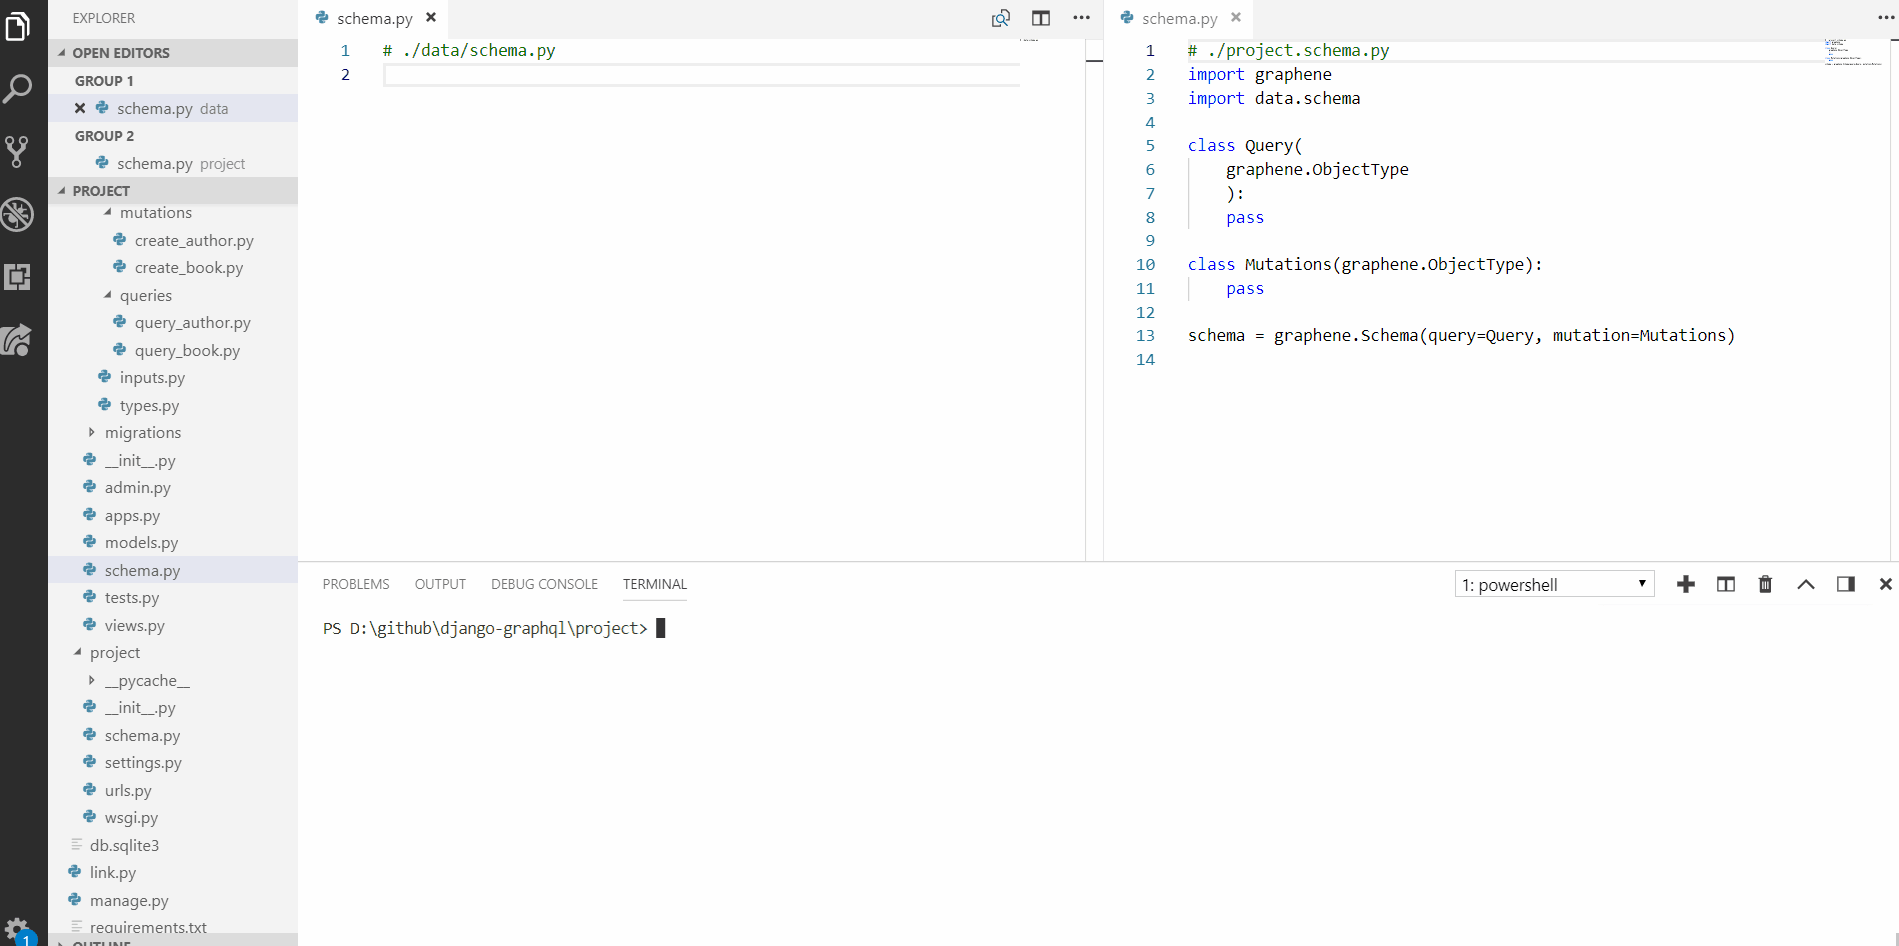 EXPLORER
OPEN EDITORS
GROUP 1
schema.py data
GROUP 2
schema.py project
PROJECT
mutations
create_author.py
create_book.py
queries
query_author.py
query_book.py
inputs.py
types.py
migrations
__init__.py
admin.py
apps.py
models.py
schema.py
tests.py
views.py
project
__pycache__
__init__.py
schema.py
settings.py
urls.py
wsgi.py
db.sqlite3
link.py
manage.py
requirements.txt
OUTLINE
1
schema.py
1 # ./data/schema.py
2
schema.py
1 # ./project.schema.py
2 import graphene
3 import data.schema
4
5 class Query(
6 graphene.ObjectType
7 ):
8 pass
9
10 class Mutations(graphene.ObjectType):
11 pass
12
13 schema = graphene.Schema(query=Query, mutation=Mutations)
14
PROBLEMS OUTPUT DEBUG CONSOLE TERMINAL
1: powershell
PS D:\github\django-graphql\project>